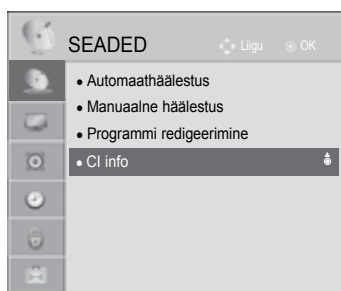 SEADED Liigu OK
• Automaathäälestus
• Manuaalne häälestus
• Programmi redigeerimine
• CI info